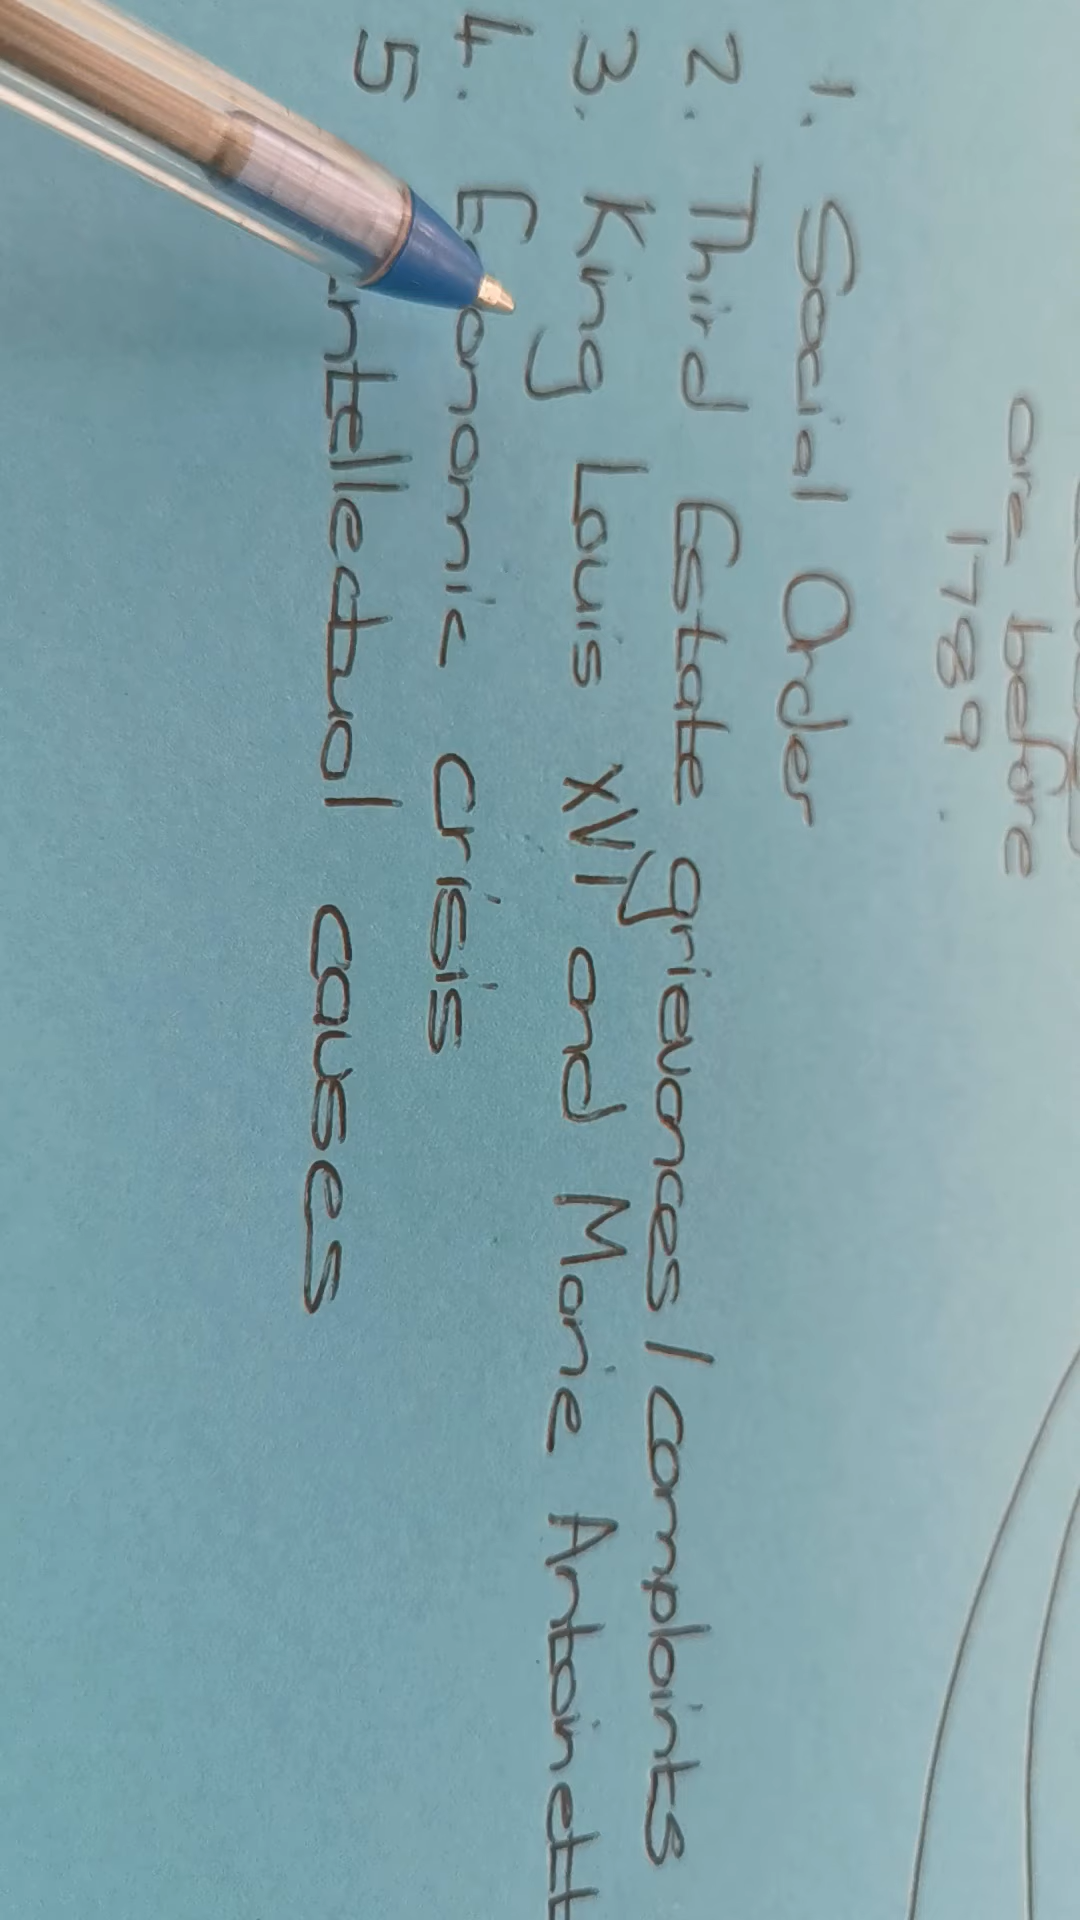 are before
1789.
1. Social Order
2. Third Estate grievances / complaints
3. King Louis XVI and Marie Antoinett
4. Economic crisis
5 Intellectual causes